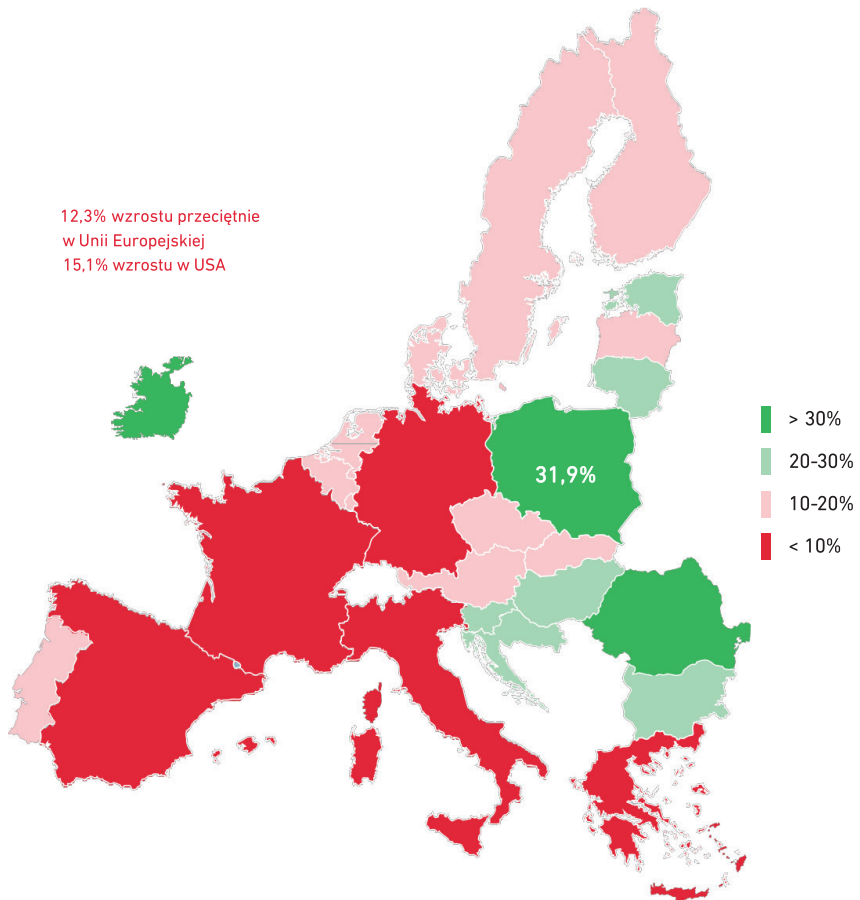 12,3% wzrostu przeciętnie
w Unii Europejskiej
15,1% wzrostu w USA
> 30%
20-30%
31,9%
10-20%
< 10%